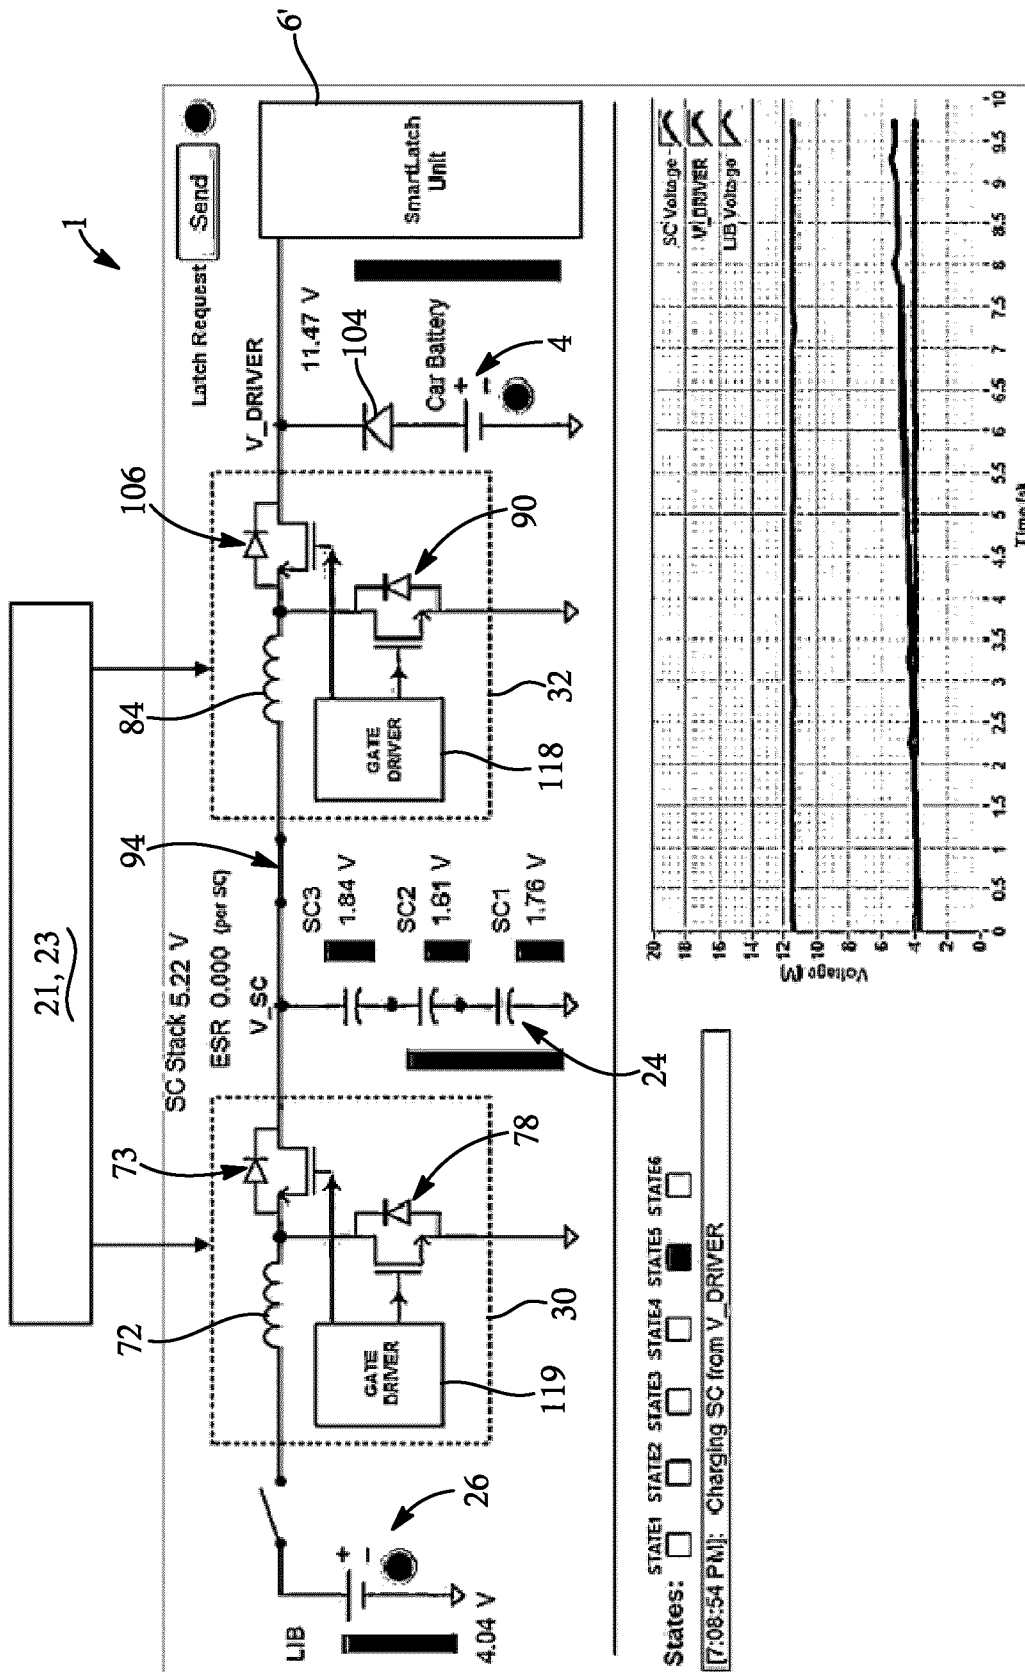 1
21, 23
Latch Request
Send
6'
SmartLatch
Unit
SC Stack 5.22 V
ESR 0.000 (per SC)
V_SC
V_DRIVER
11.47 V
73
106
94
72
84
104
Car Battery
4
GATE
DRIVER
GATE
DRIVER
78
90
119
118
30
32
SC3
1.84 V
SC2
1.81 V
SC1
1.76 V
24
LIB
26
4.04 V
States:
STATE1
STATE2
STATE3
STATE4
STATE5
STATE6
[7:08:54 PM]: Charging SC from V_DRIVER
SC Voltage
V_DRIVER
LIB Voltage
Voltage (V)
20
18
16
14
12
10
8
6
4
2
0
0 0.5 1 1.5 2 2.5 3 3.5 4 4.5 5 5.5 6 6.5 7 7.5 8 8.5 9 9.5 10
Time (s)